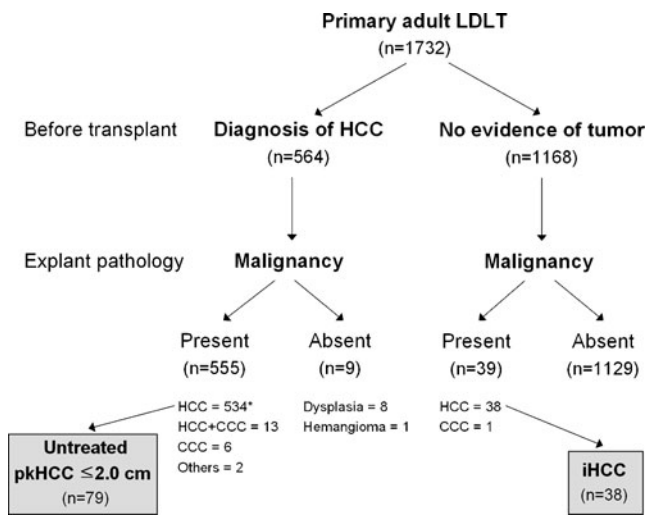 Primary adult LDLT
(n=1732)
Before transplant
Diagnosis of HCC
(n=564)
No evidence of tumor
(n=1168)
Explant pathology
Malignancy
Malignancy
Present
(n=555)
Absent
(n=9)
Present
(n=39)
Absent
(n=1129)
HCC = 534*
HCC+CCC = 13
CCC = 6
Others = 2
Dysplasia = 8
Hemangioma = 1
HCC = 38
CCC = 1
Untreated
pkHCC ≤2.0 cm
(n=79)
iHCC
(n=38)